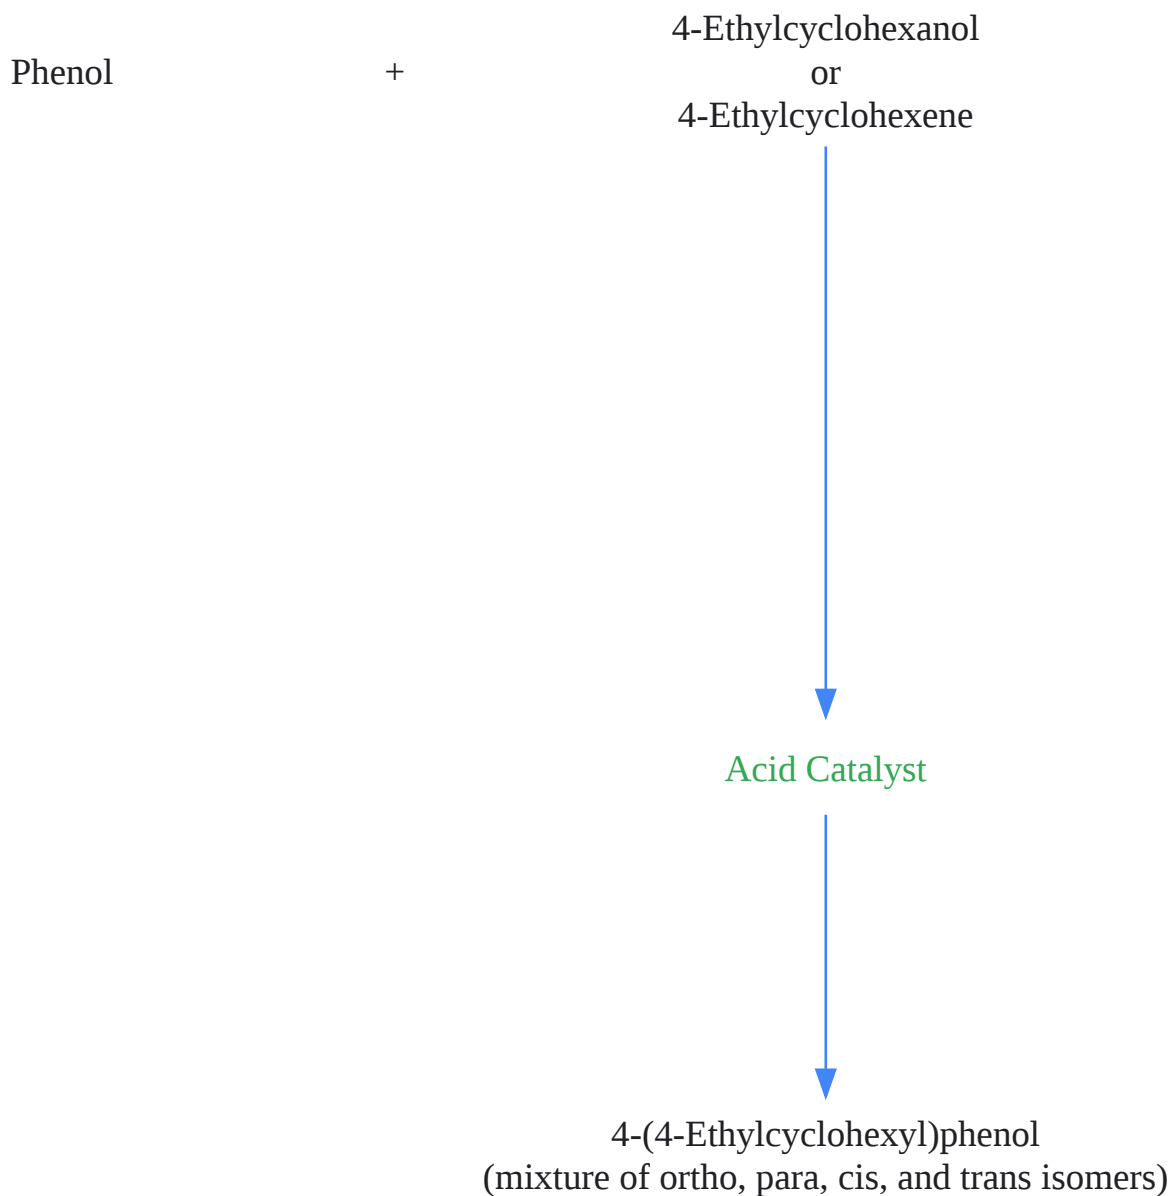 4-Ethylcyclohexanol
Phenol + or
4-Ethylcyclohexene
Acid Catalyst
4-(4-Ethylcyclohexyl)phenol
(mixture of ortho, para, cis, and trans isomers)